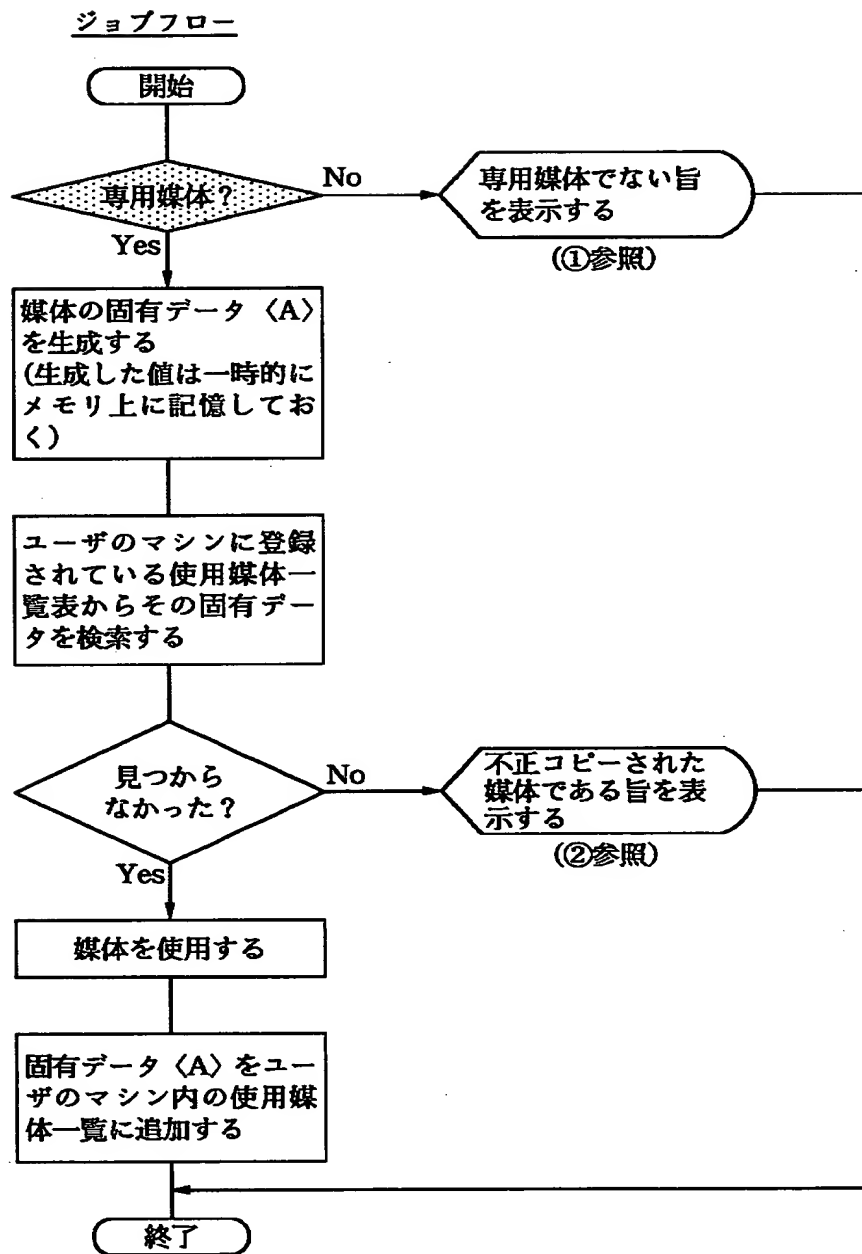 ジョブフロー
開始
専用媒体?
No
専用媒体でない旨
を表示する
(①参照)
Yes
媒体の固有データ〈A〉
を生成する
(生成した値は一時的に
メモリ上に記憶してお
く)
ユーザのマシンに登録
されている使用媒体一
覧表からその固有デー
タを検索する
見つから
なかった?
No
不正コピーされた
媒体である旨を表
示する
(②参照)
Yes
媒体を使用する
固有データ〈A〉をユー
ザのマシン内の使用媒
体一覧に追加する
終了